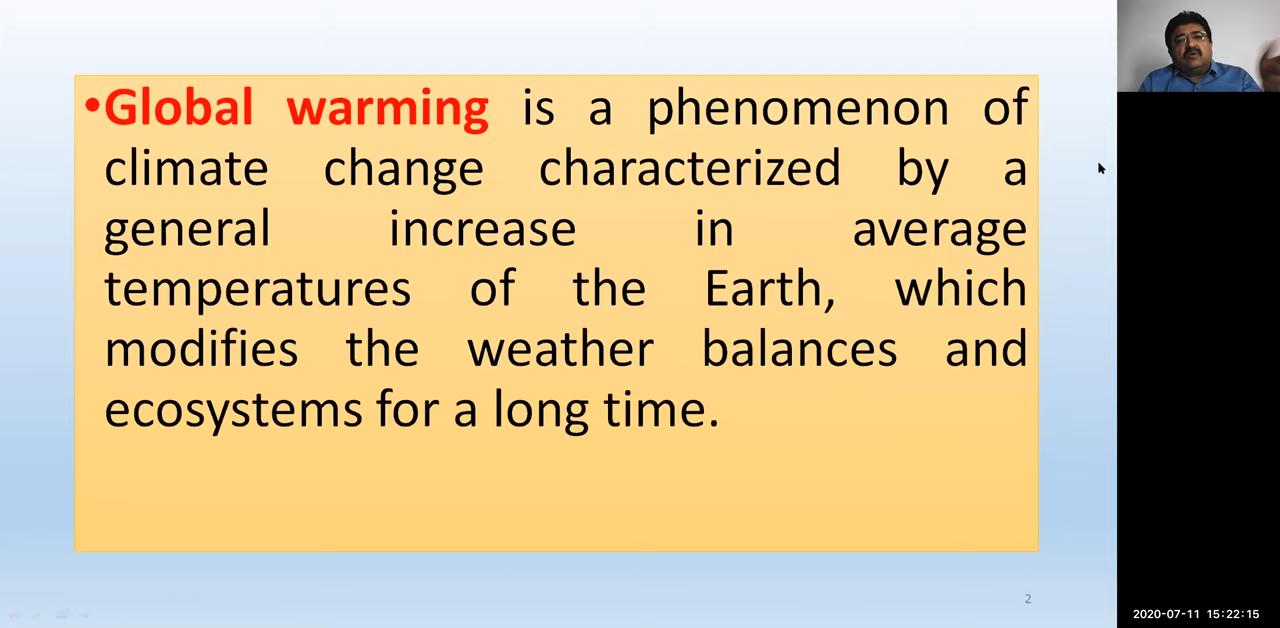 •Global warming is a phenomenon of
climate change characterized by a
general increase in average
temperatures of the Earth, which
modifies the weather balances and
ecosystems for a long time.
2
2020-07-11 15:22:15